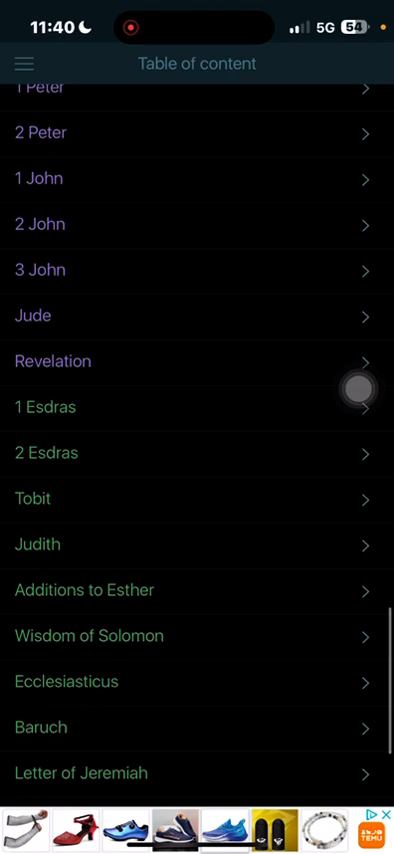 11:40
5G
54
Table of content
1 Peter
2 Peter
1 John
2 John
3 John
Jude
Revelation
1 Esdras
2 Esdras
Tobit
Judith
Additions to Esther
Wisdom of Solomon
Ecclesiasticus
Baruch
Letter of Jeremiah
TEMU